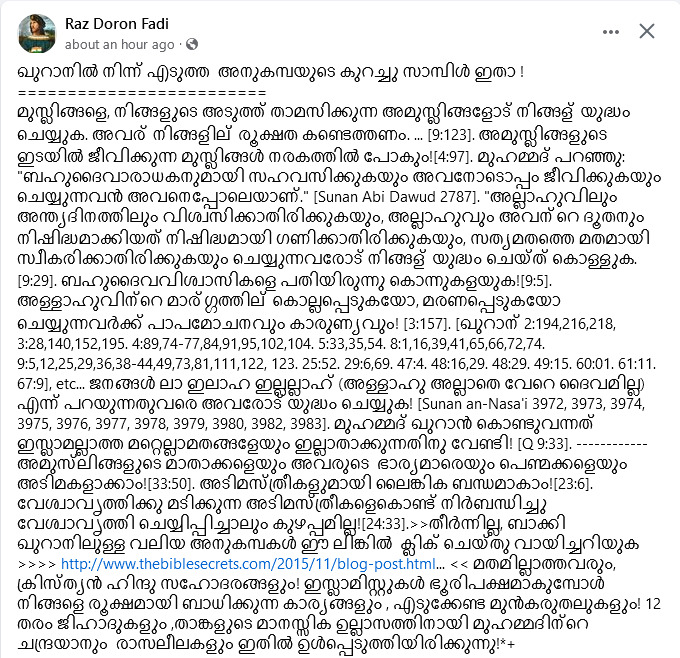 Raz Doron Fadi
about an hour ago ·
ഖുറാനിൽ നിന്ന് എടുത്ത അനുകമ്പയുടെ കുറച്ചു സാമ്പിൾ ഇതാ !
==========================
മുസ്ലിങ്ങളെ, നിങ്ങളുടെ അടുത്ത് താമസിക്കുന്ന അമുസ്ലിങ്ങളോട് നിങ്ങള് യുദ്ധം
ചെയ്യുക. അവര് നിങ്ങളില് രൂക്ഷത കണ്ടെത്തണം. ... [9:123]. അമുസ്ലിങ്ങളുടെ
ഇടയിൽ ജീവിക്കുന്ന മുസ്ലിങ്ങൾ നരകത്തിൽ പോകും![4:97]. മുഹമ്മദ് പറഞ്ഞു:
"ബഹുദൈവാരാധകനുമായി സഹവസിക്കുകയും അവനോടൊപ്പം ജീവിക്കുകയും
ചെയ്യുന്നവൻ അവനെപ്പോലെയാണ്." [Sunan Abi Dawud 2787]. "അല്ലാഹുവിലും
അന്ത്യദിനത്തിലും വിശ്വസിക്കാതിരിക്കുകയും, അല്ലാഹുവും അവന് റെ ദൂതനും
നിഷിദ്ധമാക്കിയത് നിഷിദ്ധമായി ഗണിക്കാതിരിക്കുകയും, സത്യമതത്തെ മതമായി
സ്വീകരിക്കാതിരിക്കുകയും ചെയ്യുന്നവരോട് നിങ്ങള് യുദ്ധം ചെയ്ത് കൊള്ളുക.
[9:29]. ബഹുദൈവവിശ്വാസികളെ പതിയിരുന്നു കൊന്നുകളയുക![9:5].
അള്ളാഹുവിന്റെ മാര് ഗ്ഗത്തില് കൊല്ലപ്പെടുകയോ, മരണപ്പെടുകയോ
ചെയ്യുന്നവർക്ക് പാപമോചനവും കാരുണ്യവും! [3:157]. [ഖുറാന് 2:194,216,218,
3:28,140,152,195. 4:89,74-77,84,91,95,102,104. 5:33,35,54. 8:1,16,39,41,65,66,72,74.
9:5,12,25,29,36,38-44,49,73,81,111,122, 123. 25:52. 29:6,69. 47:4. 48:16,29. 48:29. 49:15. 60:01. 61:11.
67:9], etc... ജനങ്ങൾ ലാ ഇലാഹ ഇല്ലല്ലാഹ് (അള്ളാഹു അല്ലാതെ വേറെ ദൈവമില്ല)
എന്ന് പറയുന്നതുവരെ അവരോട് യുദ്ധം ചെയ്യുക! [Sunan an-Nasa'i 3972, 3973, 3974,
3975, 3976, 3977, 3978, 3979, 3980, 3982, 3983]. മുഹമ്മദ് ഖുറാൻ കൊണ്ടുവന്നത്
ഇസ്ലാമല്ലാത്ത മറ്റെല്ലാമതങ്ങളേയും ഇല്ലാതാക്കുന്നതിനു വേണ്ടി! [Q 9:33]. ------------
അമുസ്ലിങ്ങളുടെ മാതാക്കളെയും അവരുടെ ഭാര്യമാരെയും പെണ്മക്കളെയും
അടിമകളാക്കാം![33:50]. അടിമസ്ത്രീകളുമായി ലൈങ്കിക ബന്ധമാകാം![23:6].
വേശ്യാവൃത്തിക്കു മടിക്കുന്ന അടിമസ്ത്രീകളെകൊണ്ട് നിർബന്ധിച്ചു
വേശ്യാവൃത്തി ചെയ്യിപ്പിച്ചാലും കുഴപ്പമില്ല![24:33].>>തീർന്നില്ല, ബാക്കി
ഖുറാനിലുള്ള വലിയ അനുകമ്പകൾ ഈ ലിങ്കിൽ ക്ലിക് ചെയ്തു വായിച്ചറിയുക
>>>> http://www.thebiblesecrets.com/2015/11/blog-post.html... << മതമില്ലാത്തവരും,
ക്രിസ്ത്യൻ ഹിന്ദു സഹോദരങ്ങളും! ഇസ്ലാമിസ്റ്റുകൾ ഭൂരിപക്ഷമാകുമ്പോൾ
നിങ്ങളെ രൂക്ഷമായി ബാധിക്കുന്ന കാര്യങ്ങളും , എടുക്കേണ്ട മുൻകരുതലുകളും! 12
തരം ജിഹാദുകളും ,താങ്കളുടെ മാനസ്സിക ഉല്ലാസത്തിനായി മുഹമ്മദിന്റെ
ചന്ദ്രയാനും രാസലീലകളും ഇതിൽ ഉൾപ്പെടുത്തിയിരിക്കുന്നു!*+